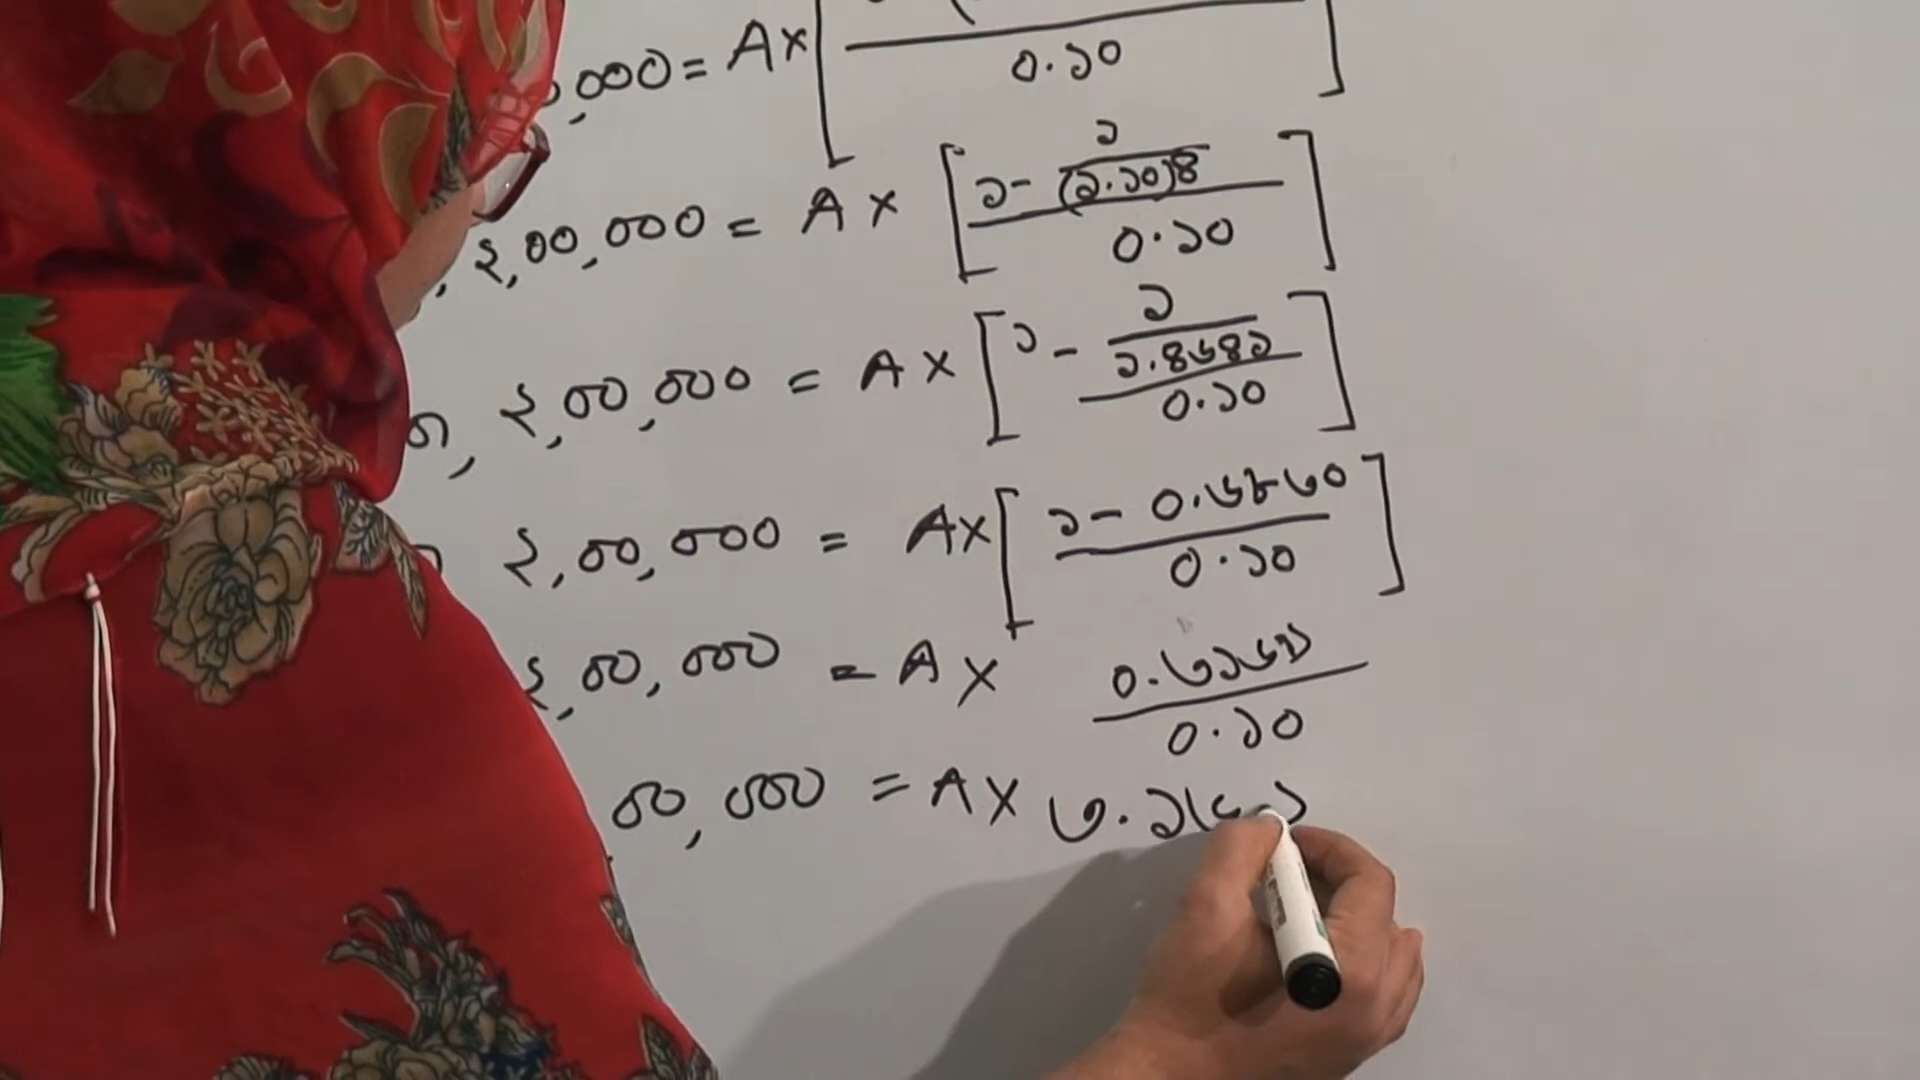 ০,০০০ = A× [ / ০.১০ ]
২,০০,০০০ = A × [ ১ - ১/(১.১০)৪ / ০.১০ ]
২,০০,০০০ = A × [ ১ - ১/১.৪৬৪১ / ০.১০ ]
২,০০,০০০ = A× [ ১ - ০.৬৮৩০ / ০.১০ ]
২,০০,০০০ = A × ০.৩১৬৯ / ০.১০
০০,০০০ = A × ৩.১৬